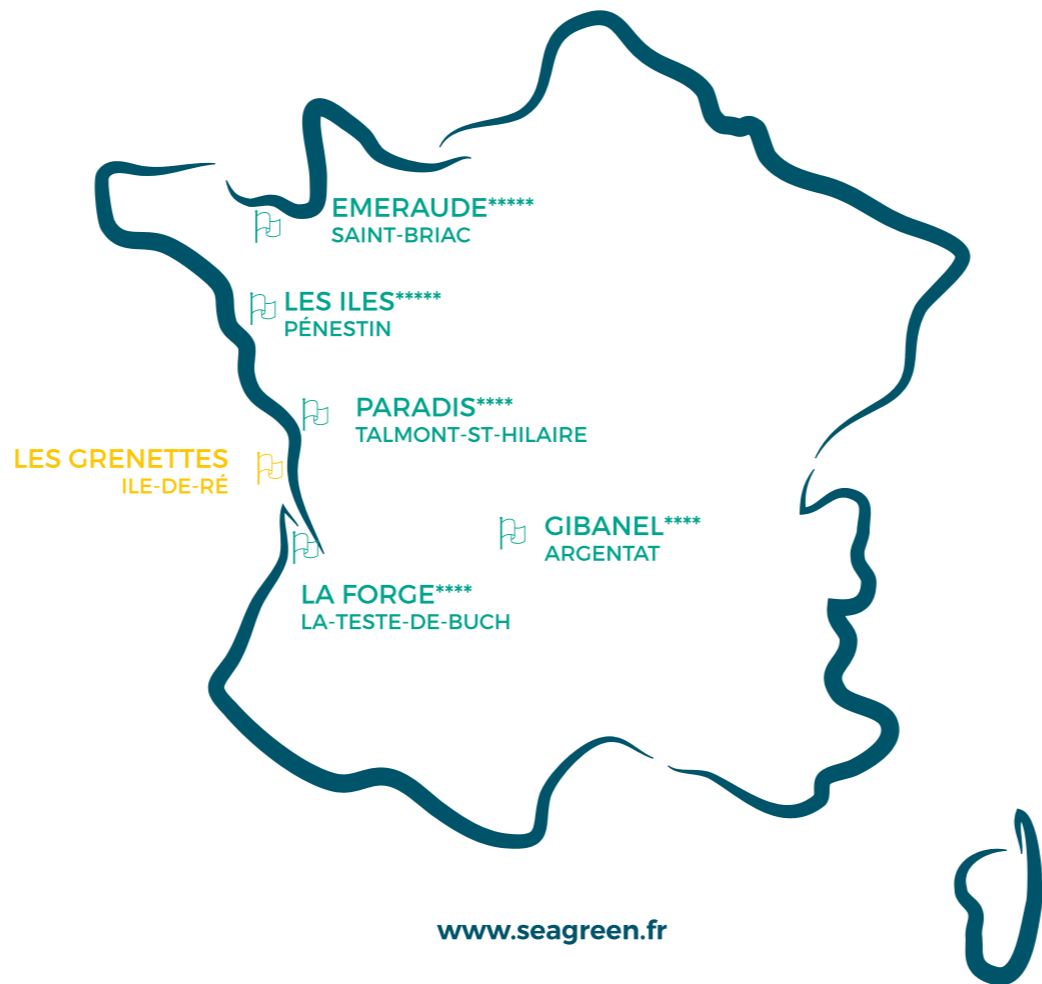 EMERAUDE*****
SAINT-BRIAC
LES ILES*****
PÉNESTIN
PARADIS****
TALMONT-ST-HILAIRE
LES GRENETTES
ILE-DE-RÉ
GIBANEL****
ARGENTAT
LA FORGE****
LA-TESTE-DE-BUCH
www.seagreen.fr